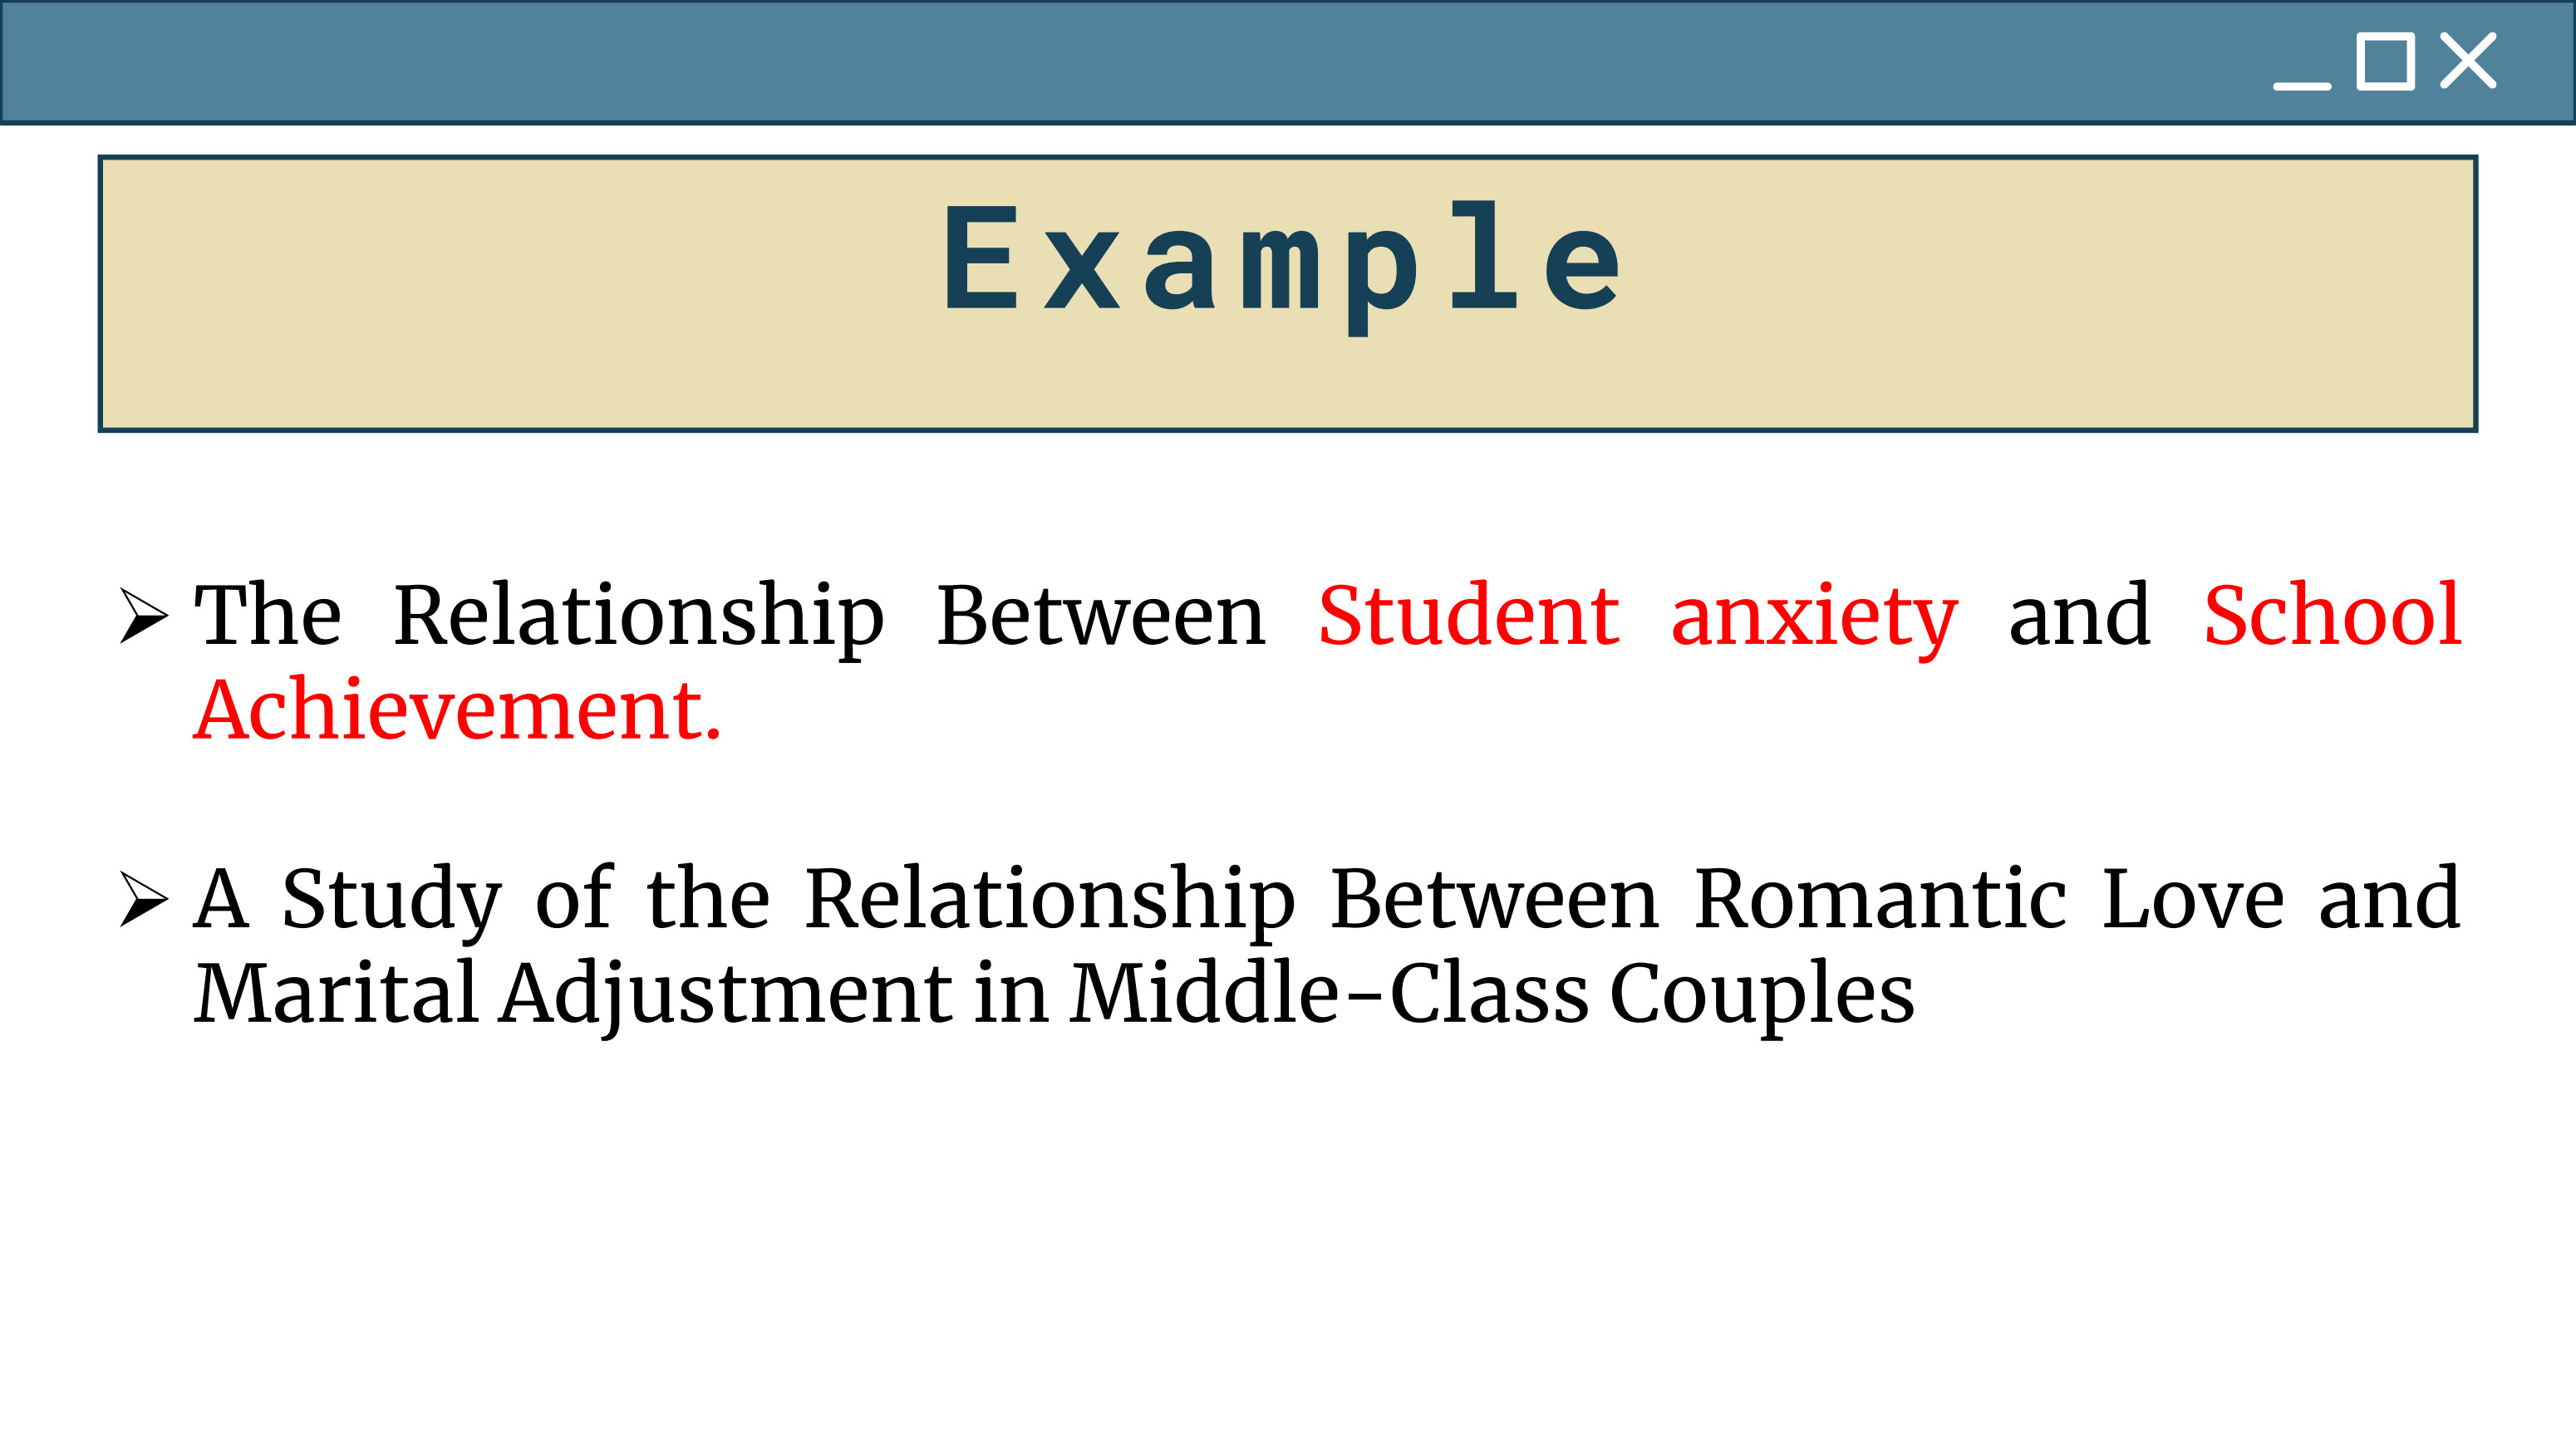 Example
The Relationship Between Student anxiety and School
Achievement.
A Study of the Relationship Between Romantic Love and
Marital Adjustment in Middle-Class Couples